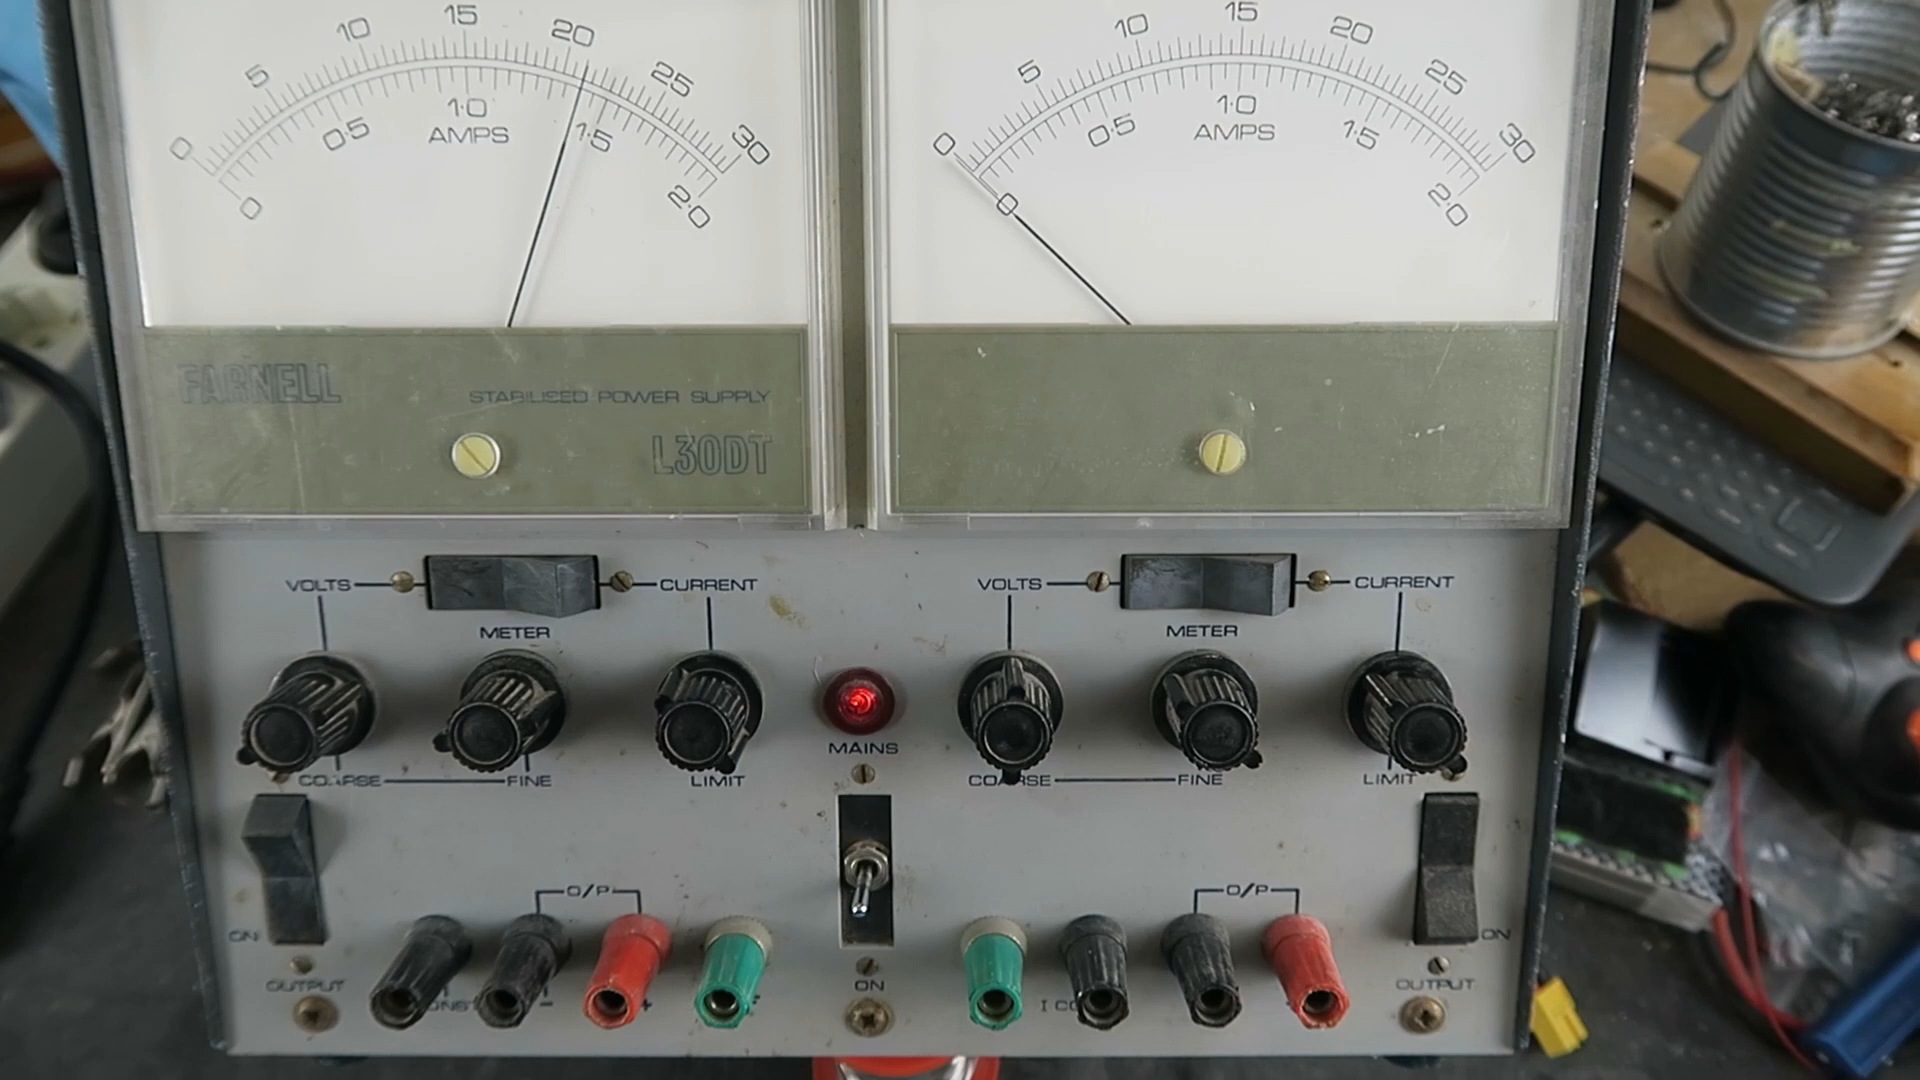 0 5 10 15 20 25 30
0 0·5 1·0 1·5 2·0
AMPS
0 5 10 15 20 25 30
0 0·5 1·0 1·5 2·0
AMPS
FARNELL
STABILISED POWER SUPPLY
L30DT
VOLTS CURRENT VOLTS CURRENT
METER METER
MAINS
COARSE FINE LIMIT COARSE FINE LIMIT
O/P O/P
ON ON
OUTPUT ON OUTPUT
- +